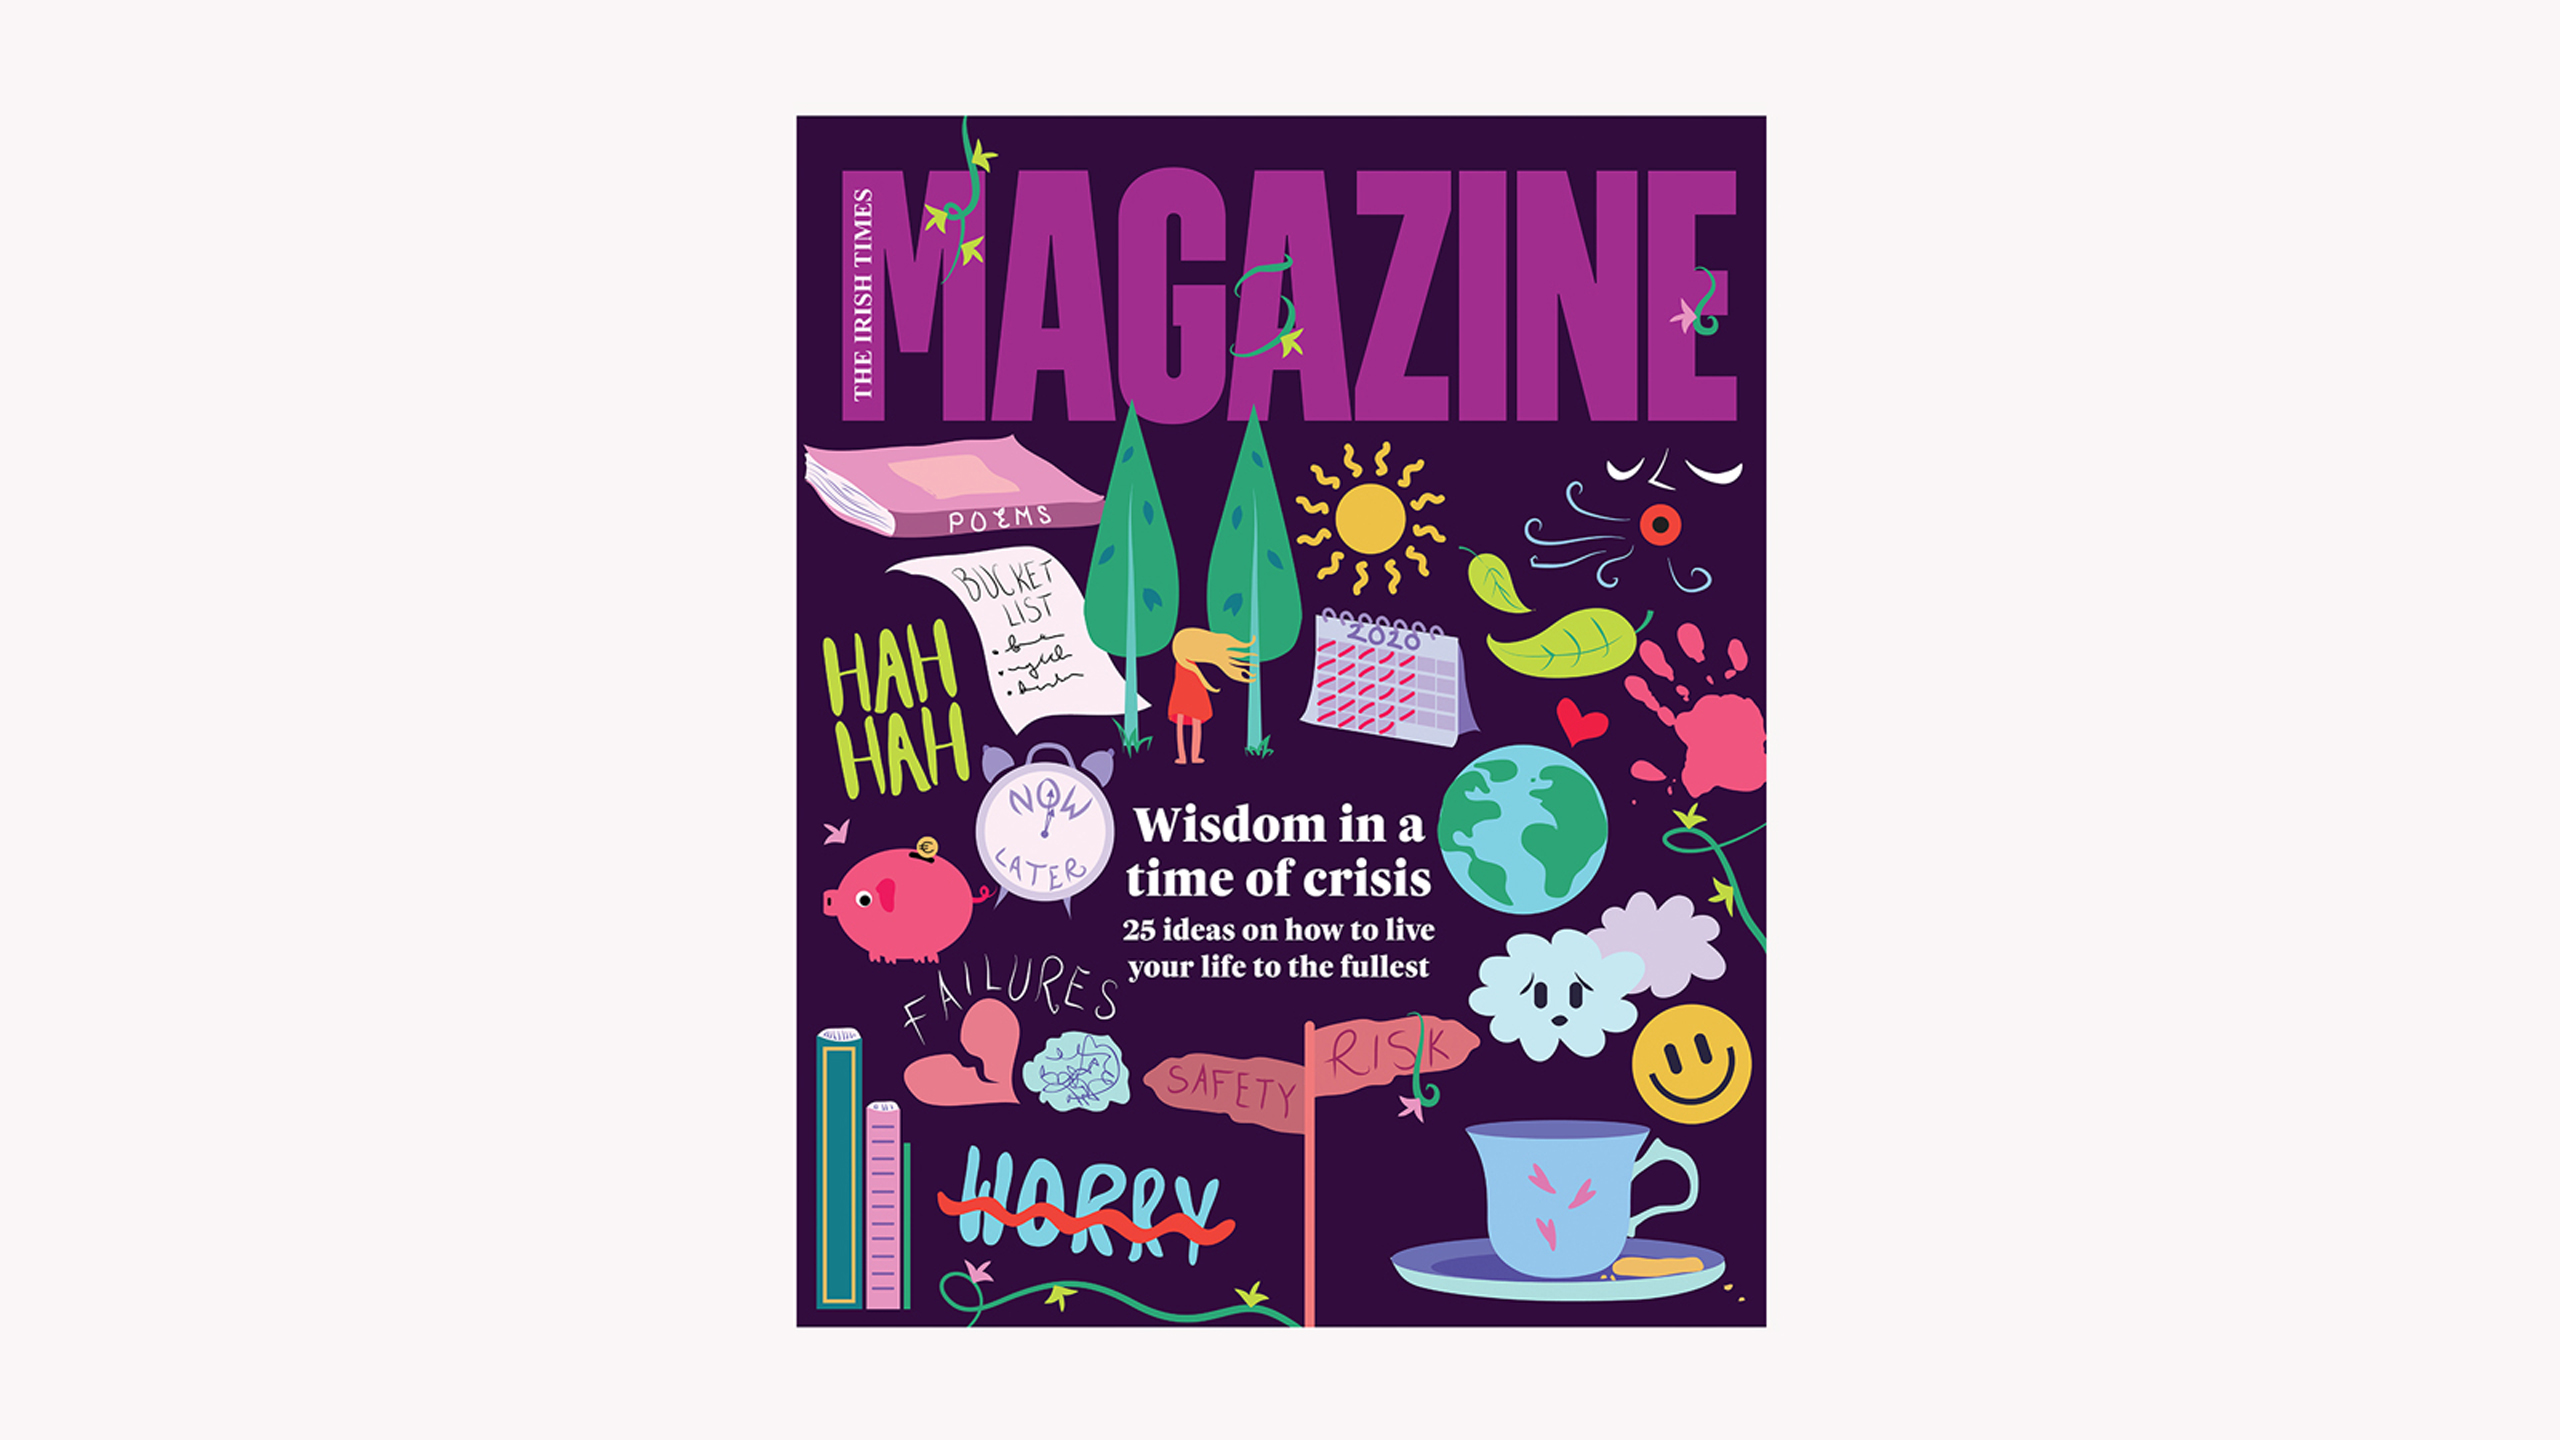 THE IRISH TIMES
MAGAZINE
POEMS
BUCKET
LIST
2020
HAH
HAH
NOW
LATER
Wisdom in a
time of crisis
25 ideas on how to live
your life to the fullest
€
FAILURES
SAFETY
RISK
WORRY